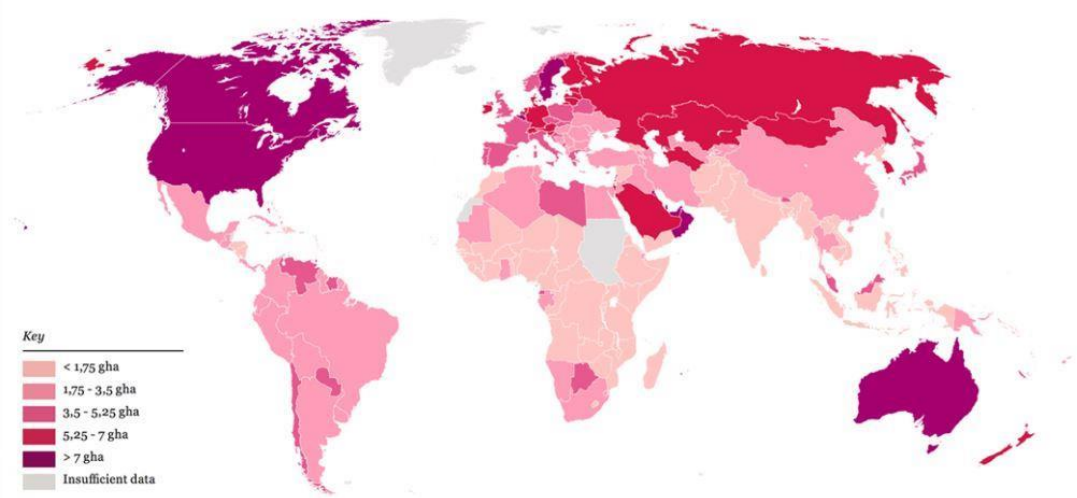 Key
< 1,75 gha
1,75 - 3,5 gha
3,5 - 5,25 gha
5,25 - 7 gha
> 7 gha
Insufficient data